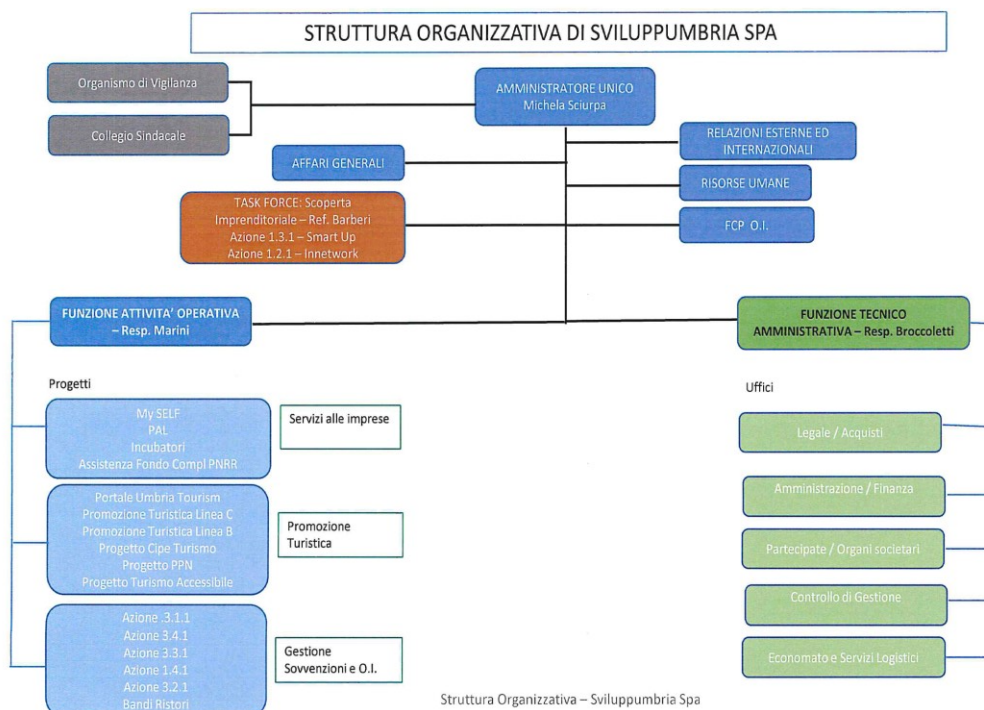 STRUTTURA ORGANIZZATIVA DI SVILUPPUMBRIA SPA
Organismo di Vigilanza
Collegio Sindacale
AMMINISTRATORE UNICO
Michela Sciurpa
AFFARI GENERALI
RELAZIONI ESTERNE ED
INTERNAZIONALI
RISORSE UMANE
TASK FORCE: Scoperta
Imprenditoriale – Ref. Barberi
Azione 1.3.1 – Smart Up
Azione 1.2.1 – Innetwork
FCP O.I.
FUNZIONE ATTIVITA' OPERATIVA
– Resp. Marini
FUNZIONE TECNICO
AMMINISTRATIVA – Resp. Broccoletti
Progetti
My SELF
PAL
Incubatori
Assistenza Fondo Compl PNRR
Servizi alle imprese
Portale Umbria Tourism
Promozione Turistica Linea C
Promozione Turistica Linea B
Progetto Cipe Turismo
Progetto PPN
Progetto Turismo Accessibile
Promozione
Turistica
Azione .3.1.1
Azione 3.4.1
Azione 3.3.1
Azione 1.4.1
Azione 3.2.1
Bandi Ristori
Gestione
Sovvenzioni e O.I.
Uffici
Legale / Acquisti
Amministrazione / Finanza
Partecipate / Organi societari
Controllo di Gestione
Economato e Servizi Logistici
Struttura Organizzativa – Sviluppumbria Spa